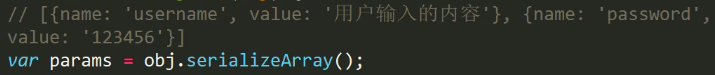 // [{name: 'username', value: '用户输入的内容'}, {name: 'password',
value: '123456'}]
var params = obj.serializeArray();